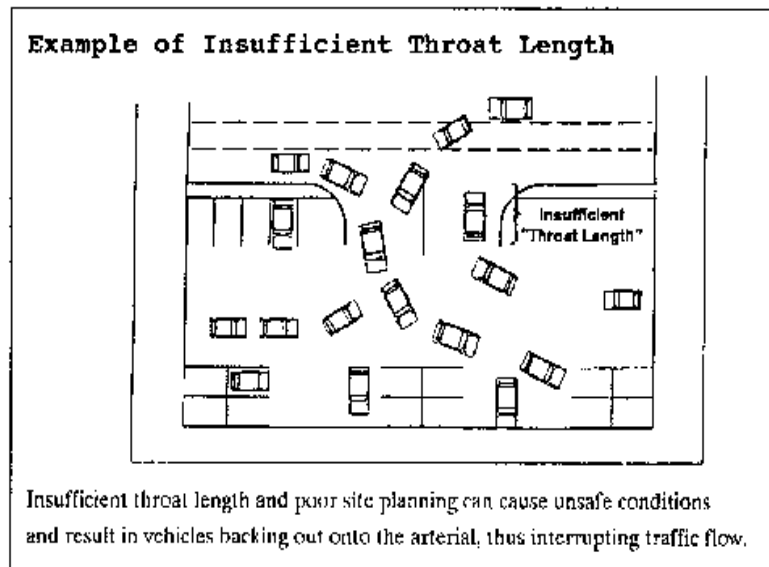 Example of Insufficient Throat Length
Insufficient
"Throat Length"
Insufficient throat length and poor site planning can cause unsafe conditions
and result in vehicles backing out onto the arterial, thus interrupting traffic flow.